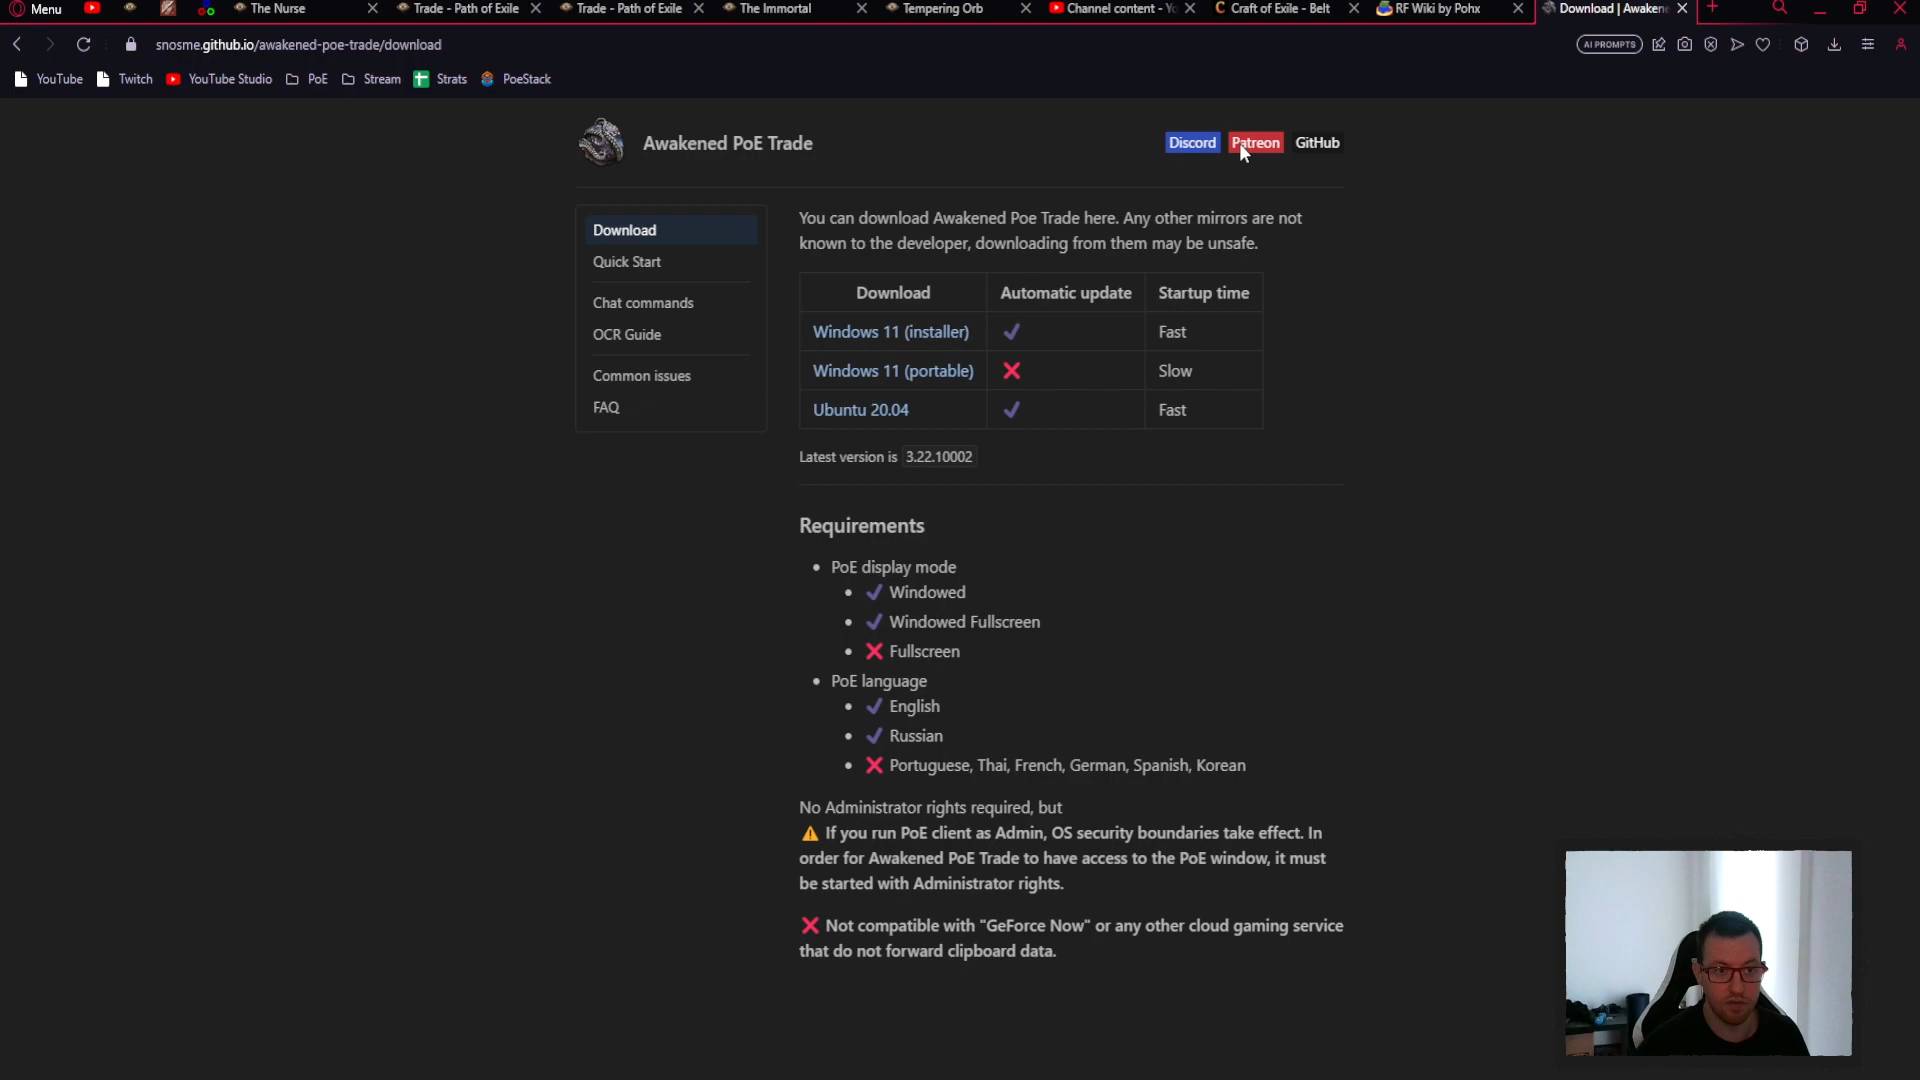 Menu
The Nurse
Trade - Path of Exile
Trade - Path of Exile
The Immortal
Tempering Orb
Channel content - Yo
Craft of Exile - Belt
RF Wiki by Pohx
Download | Awakene
snosme.github.io/awakened-poe-trade/download
AI PROMPTS
YouTube
Twitch
YouTube Studio
PoE
Stream
Strats
PoeStack
Awakened PoE Trade
Discord
Patreon
GitHub
Download
Quick Start
Chat commands
OCR Guide
Common issues
FAQ
You can download Awakened Poe Trade here. Any other mirrors are not
known to the developer, downloading from them may be unsafe.
Download Automatic update Startup time
Windows 11 (installer) ✔ Fast
Windows 11 (portable) ❌ Slow
Ubuntu 20.04 ✔ Fast
Latest version is 3.22.10002
Requirements
• PoE display mode
• ✔ Windowed
• ✔ Windowed Fullscreen
• ❌ Fullscreen
• PoE language
• ✔ English
• ✔ Russian
• ❌ Portuguese, Thai, French, German, Spanish, Korean
No Administrator rights required, but
⚠ If you run PoE client as Admin, OS security boundaries take effect. In
order for Awakened PoE Trade to have access to the PoE window, it must
be started with Administrator rights.
❌ Not compatible with "GeForce Now" or any other cloud gaming service
that do not forward clipboard data.